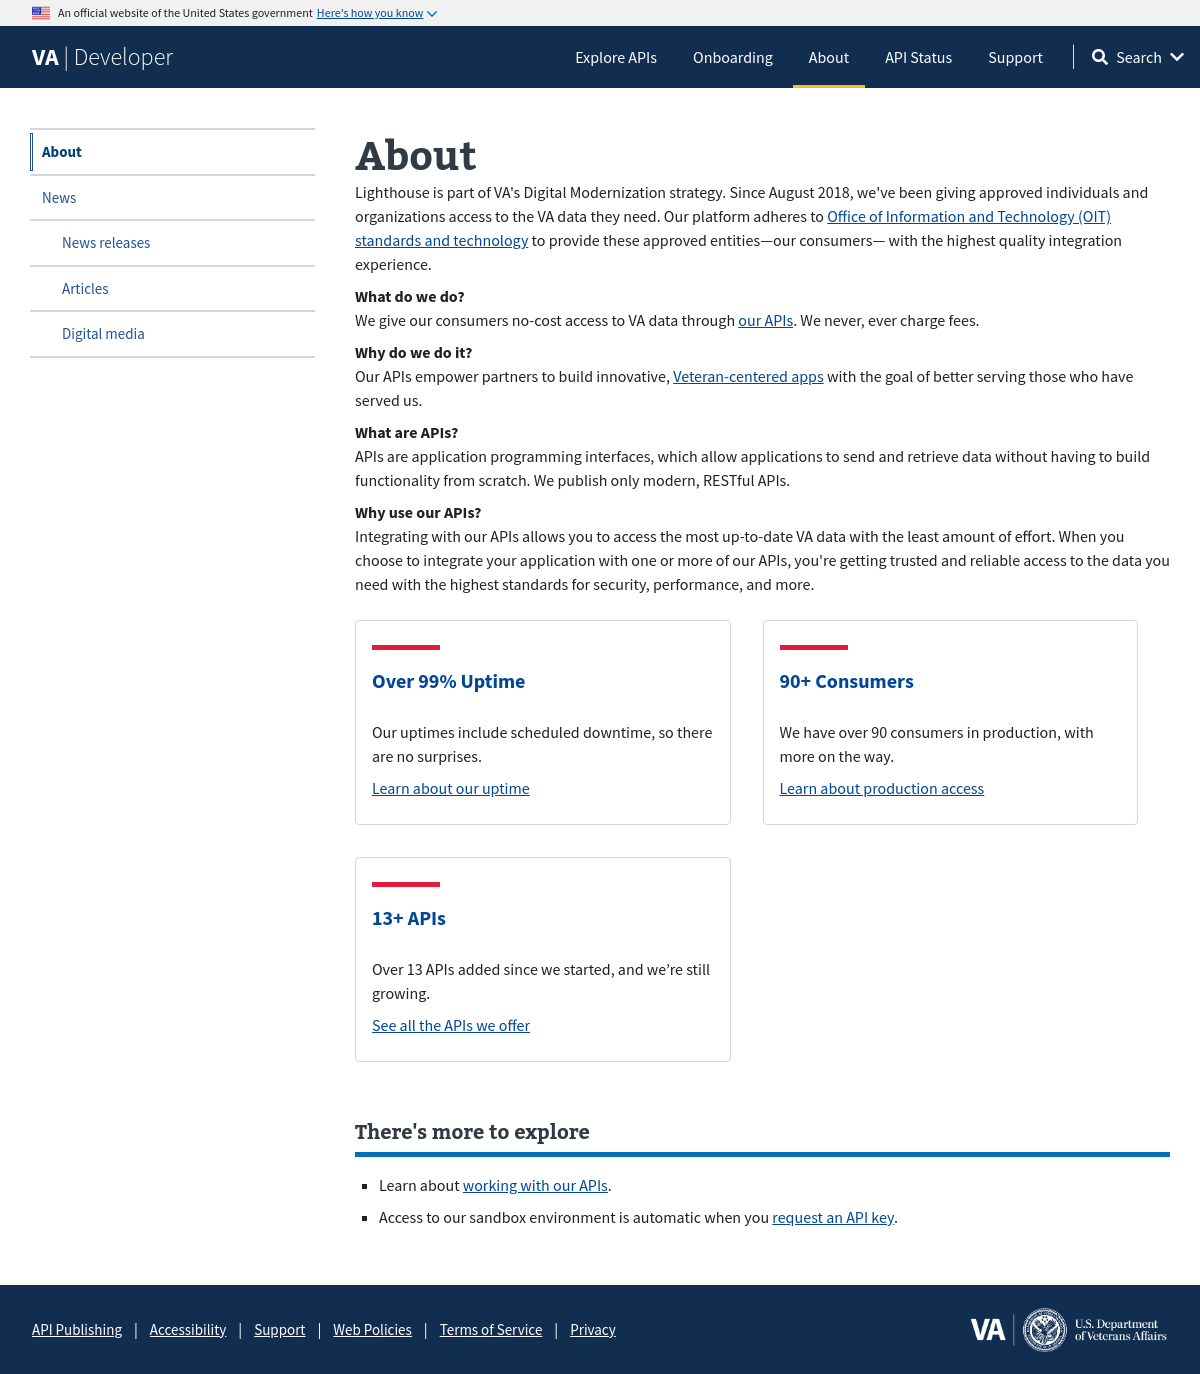 An official website of the United States government Here's how you know
VA | Developer
Explore APIs
Onboarding
About
API Status
Support
Search
About
News
News releases
Articles
Digital media
About
Lighthouse is part of VA's Digital Modernization strategy. Since August 2018, we've been giving approved individuals and
organizations access to the VA data they need. Our platform adheres to Office of Information and Technology (OIT)
standards and technology to provide these approved entities—our consumers— with the highest quality integration
experience.
What do we do?
We give our consumers no-cost access to VA data through our APIs. We never, ever charge fees.
Why do we do it?
Our APIs empower partners to build innovative, Veteran-centered apps with the goal of better serving those who have
served us.
What are APIs?
APIs are application programming interfaces, which allow applications to send and retrieve data without having to build
functionality from scratch. We publish only modern, RESTful APIs.
Why use our APIs?
Integrating with our APIs allows you to access the most up-to-date VA data with the least amount of effort. When you
choose to integrate your application with one or more of our APIs, you're getting trusted and reliable access to the data you
need with the highest standards for security, performance, and more.
Over 99% Uptime
Our uptimes include scheduled downtime, so there
are no surprises.
Learn about our uptime
90+ Consumers
We have over 90 consumers in production, with
more on the way.
Learn about production access
13+ APIs
Over 13 APIs added since we started, and we’re still
growing.
See all the APIs we offer
There's more to explore
Learn about working with our APIs.
Access to our sandbox environment is automatic when you request an API key.
API Publishing | Accessibility | Support | Web Policies | Terms of Service | Privacy
VA
U.S. Department
of Veterans Affairs